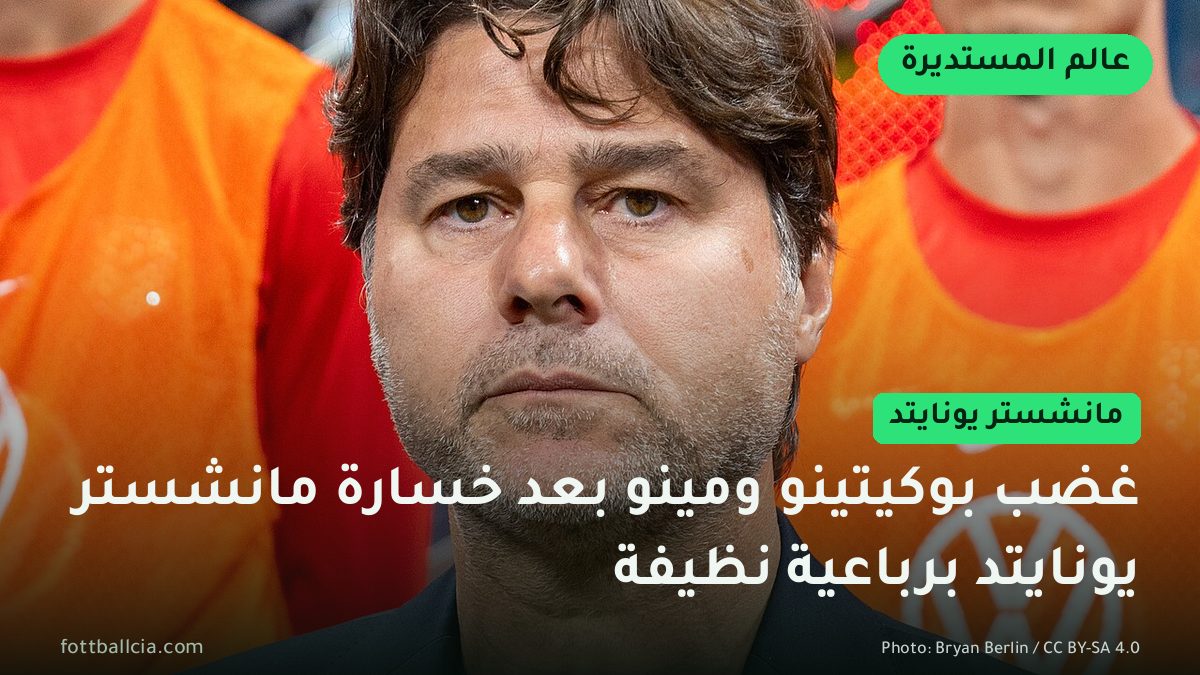 عالم المستديرة
مانشستر يونايتد
غضب بوكيتينو ومينو بعد خسارة مانشستر
يونايتد برباعية نظيفة
fottballcia.com
Photo: Bryan Berlin / CC BY-SA 4.0